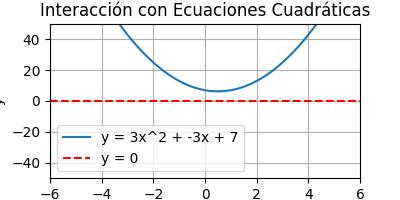 Interacción con Ecuaciones Cuadráticas
40
20
0
−20
−40
y = 3x^2 + -3x + 7
y = 0
−6 −4 −2 0 2 4 6